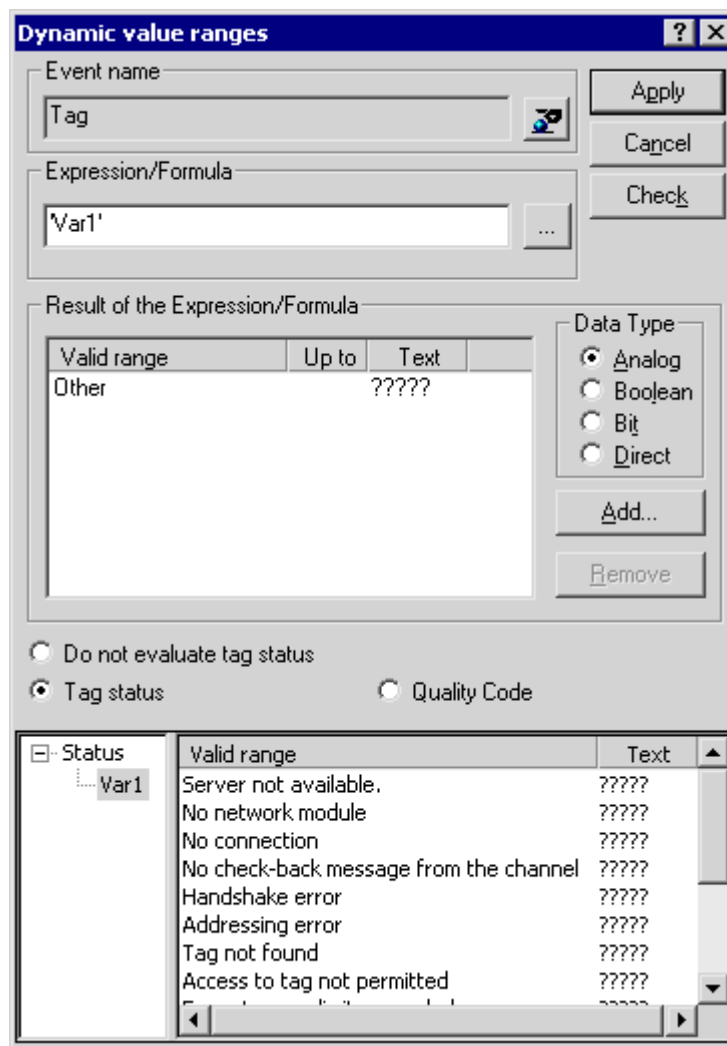 Dynamic value ranges
Event name
Tag
Apply
Cancel
Check
Expression/Formula
'Var1'
...
Result of the Expression/Formula
Valid range Up to Text
Other ?????
Data Type
Analog
Boolean
Bit
Direct
Add...
Remove
Do not evaluate tag status
Tag status Quality Code
Status
Var1
Valid range Text
Server not available. ?????
No network module ?????
No connection ?????
No check-back message from the channel ?????
Handshake error ?????
Addressing error ?????
Tag not found ?????
Access to tag not permitted ?????